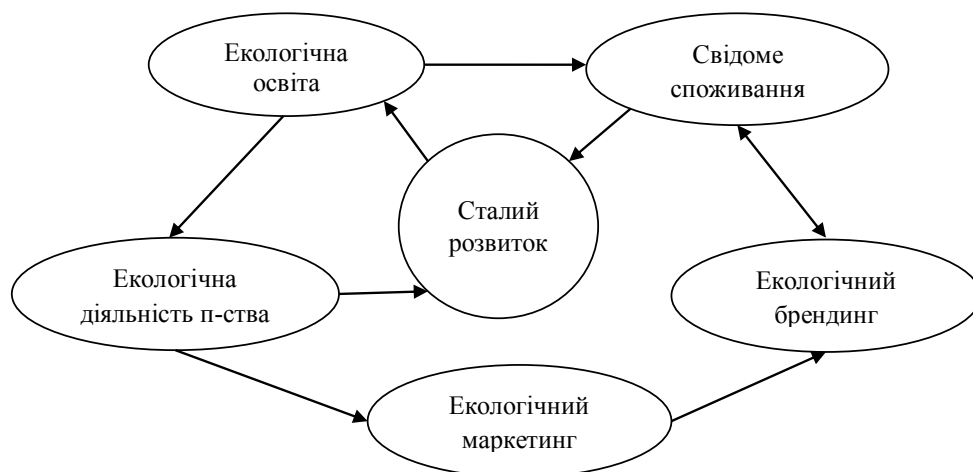 Екологічна
освіта
Свідоме
споживання
Сталий
розвиток
Екологічна
діяльність п-ства
Екологічний
брендинг
Екологічний
маркетинг